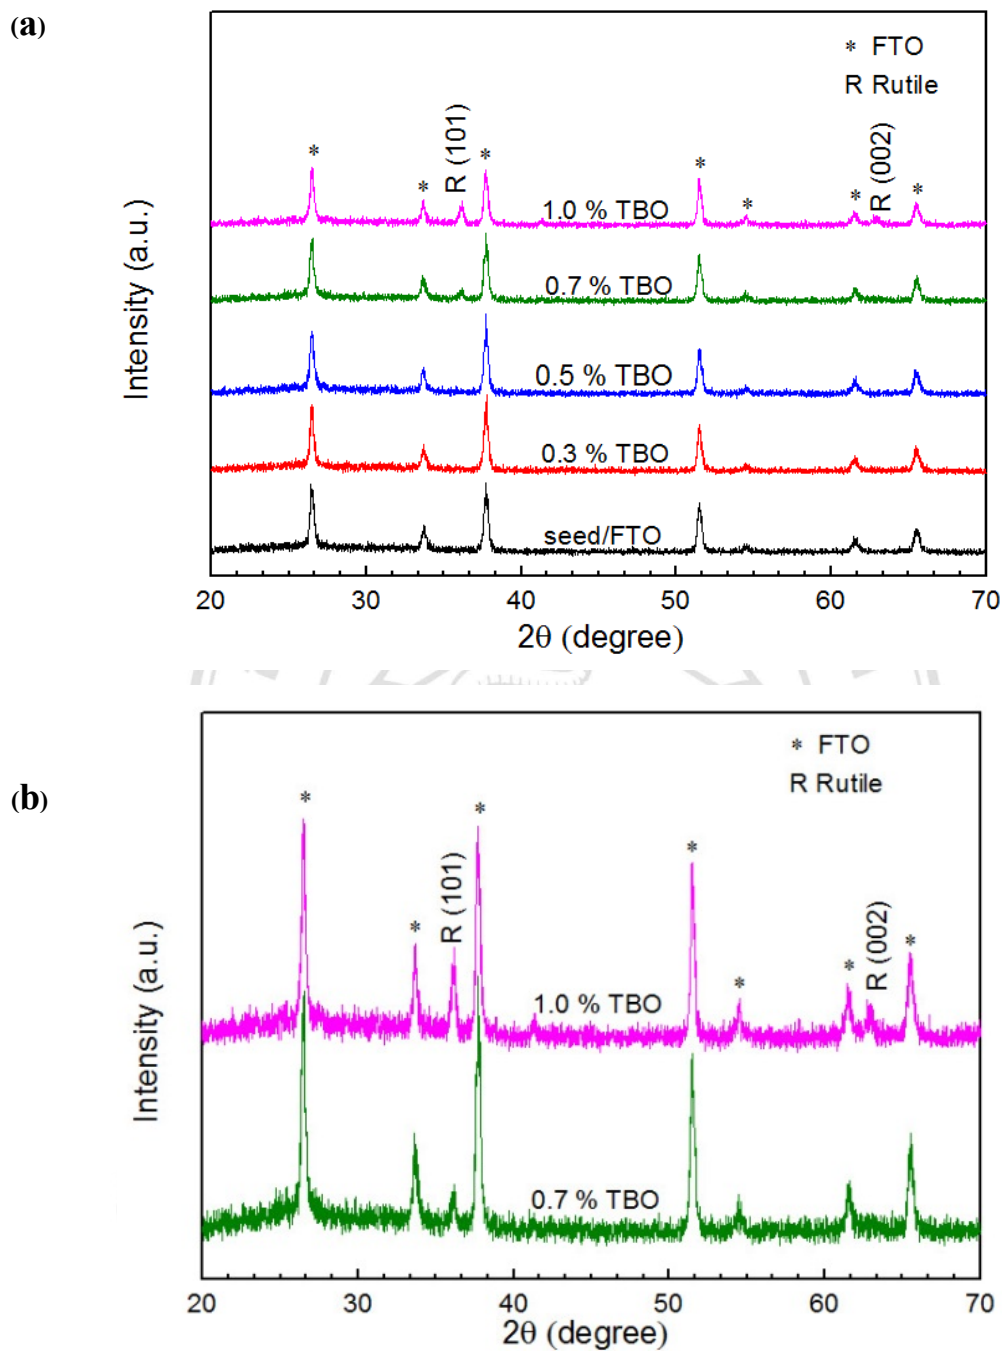 (a)
* FTO
R Rutile
Intensity (a.u.)
*
*
R (101)
*
*
*
*
R (002)
*
1.0 % TBO
0.7 % TBO
0.5 % TBO
0.3 % TBO
seed/FTO
20 30 40 50 60 70
2θ (degree)
(b)
* FTO
R Rutile
Intensity (a.u.)
*
*
R (101)
*
*
*
*
R (002)
*
1.0 % TBO
0.7 % TBO
20 30 40 50 60 70
2θ (degree)